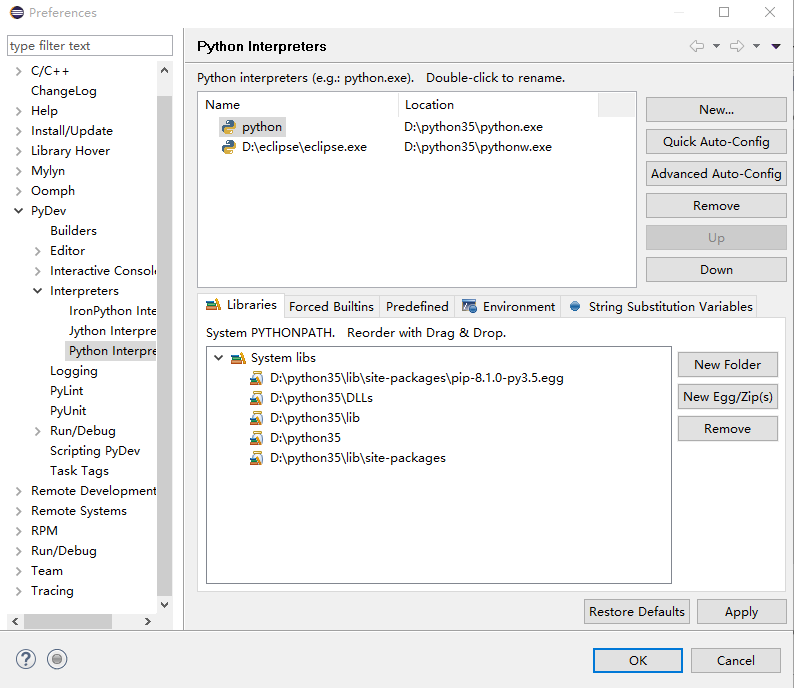 Preferences
type filter text
C/C++
ChangeLog
Help
Install/Update
Library Hover
Mylyn
Oomph
PyDev
Builders
Editor
Interactive Consol
Interpreters
IronPython Inte
Jython Interpre
Python Interpre
Logging
PyLint
PyUnit
Run/Debug
Scripting PyDev
Task Tags
Remote Development
Remote Systems
RPM
Run/Debug
Team
Tracing
Python Interpreters
Python interpreters (e.g.: python.exe).   Double-click to rename.
Name Location
python D:\python35\python.exe
D:\eclipse\eclipse.exe D:\python35\pythonw.exe
New...
Quick Auto-Config
Advanced Auto-Config
Remove
Up
Down
Libraries Forced Builtins Predefined Environment String Substitution Variables
System PYTHONPATH.   Reorder with Drag & Drop.
System libs
D:\python35\lib\site-packages\pip-8.1.0-py3.5.egg
D:\python35\DLLs
D:\python35\lib
D:\python35
D:\python35\lib\site-packages
New Folder
New Egg/Zip(s)
Remove
Restore Defaults Apply
? OK Cancel